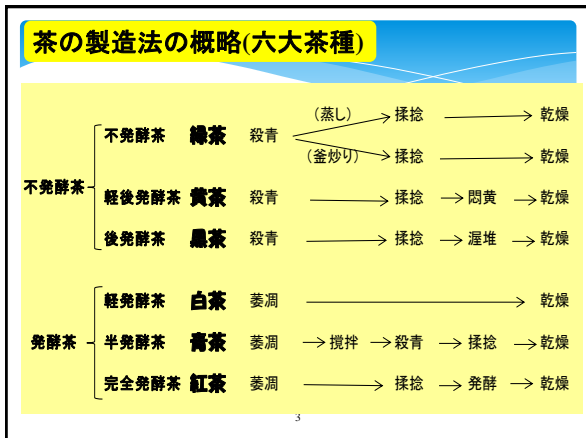 茶の製造法の概略(六大茶種)
(蒸し) 揉捻 乾燥
不発酵茶 緑茶 殺青
(釜炒り) 揉捻 乾燥
不発酵茶
軽後発酵茶 黄茶 殺青 揉捻 悶黄 乾燥
後発酵茶 黒茶 殺青 揉捻 渥堆 乾燥
軽発酵茶 白茶 萎凋 乾燥
発酵茶 半発酵茶 青茶 萎凋 撹拌 殺青 揉捻 乾燥
完全発酵茶 紅茶 萎凋 揉捻 発酵 乾燥
3